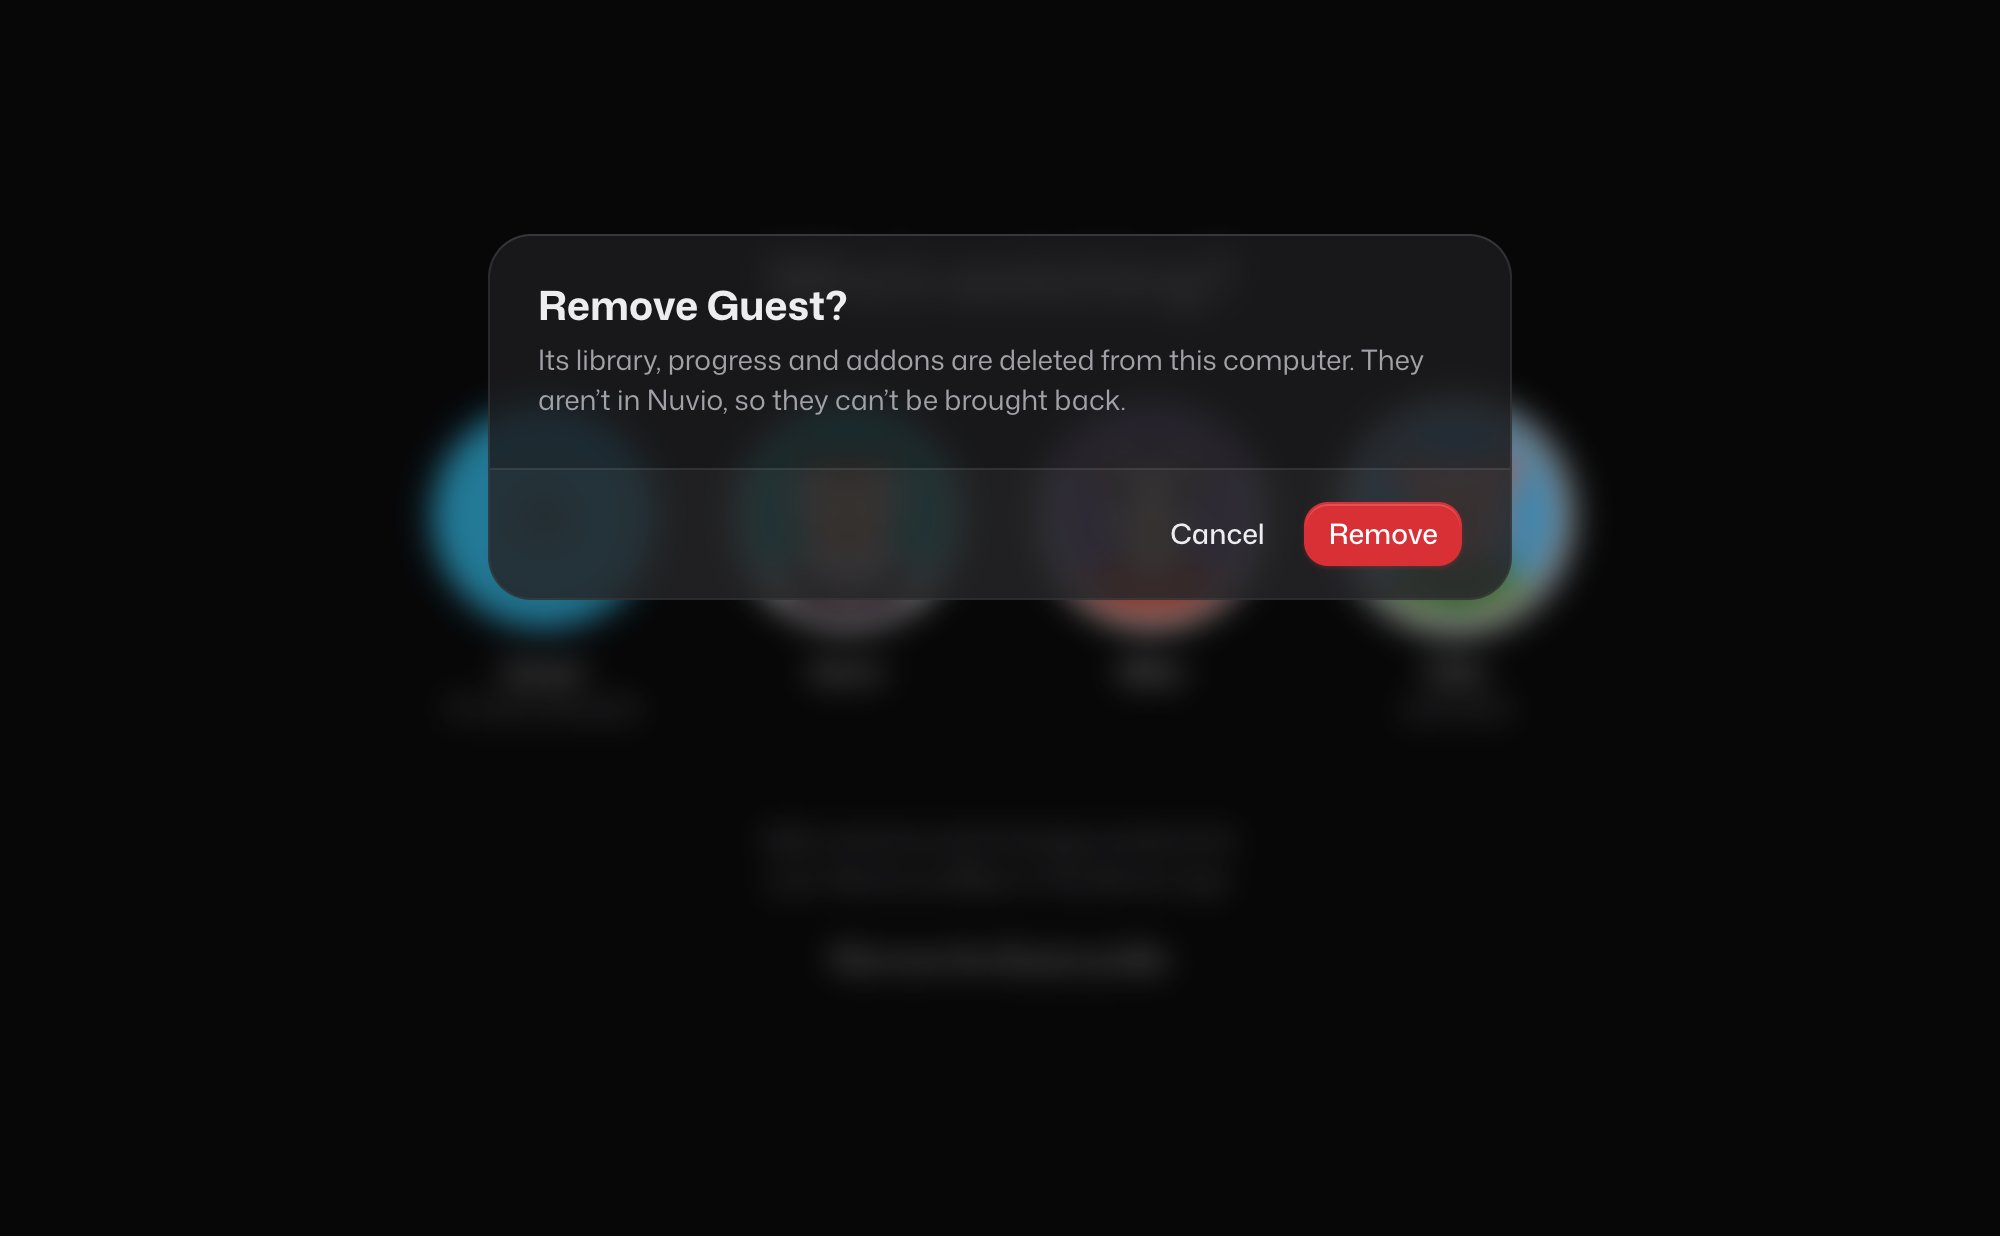 Remove Guest?
Its library, progress and addons are deleted from this computer. They
aren’t in Nuvio, so they can’t be brought back.
Cancel
Remove